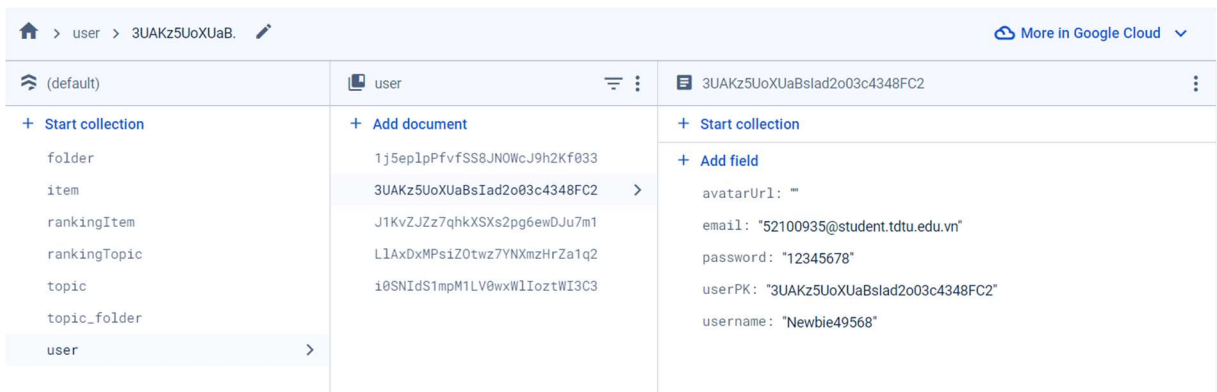 user > 3UAKz5UoXUaB.
More in Google Cloud
(default)
user
3UAKz5UoXUaBsIad2o03c4348FC2
+ Start collection
+ Add document
+ Start collection
folder
item
rankingItem
rankingTopic
topic
topic_folder
user
1j5eplpPfvfSS8JNOWcJ9h2Kf033
3UAKz5UoXUaBsIad2o03c4348FC2
J1KvZJZz7qhkXSXs2pg6ewDJu7m1
LlAxDxMPsiZOtwz7YNXmzHrZa1q2
i0SNIdS1mpM1LV0wxWlIoztWI3C3
+ Add field
avatarUrl: ""
email: "52100935@student.tdtu.edu.vn"
password: "12345678"
userPK: "3UAKz5UoXUaBsIad2o03c4348FC2"
username: "Newbie49568"